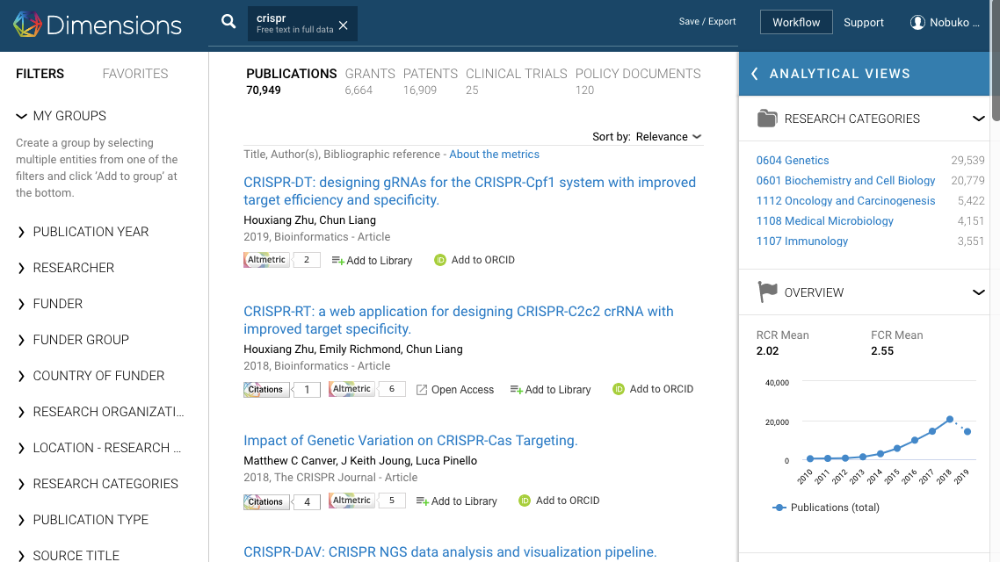 Dimensions
crispr
Free text in full data
Save / Export
Workflow
Support
Nobuko ...
FILTERS
FAVORITES
MY GROUPS
Create a group by selecting
multiple entities from one of the
filters and click ‘Add to group’ at
the bottom.
PUBLICATION YEAR
RESEARCHER
FUNDER
FUNDER GROUP
COUNTRY OF FUNDER
RESEARCH ORGANIZATI...
LOCATION - RESEARCH ...
RESEARCH CATEGORIES
PUBLICATION TYPE
SOURCE TITLE
PUBLICATIONS GRANTS PATENTS CLINICAL TRIALS POLICY DOCUMENTS
70,949 6,664 16,909 25 120
Sort by: Relevance
Title, Author(s), Bibliographic reference - About the metrics
CRISPR-DT: designing gRNAs for the CRISPR-Cpf1 system with improved
target efficiency and specificity.
Houxiang Zhu, Chun Liang
2019, Bioinformatics - Article
Altmetric 2 Add to Library iD Add to ORCID
CRISPR-RT: a web application for designing CRISPR-C2c2 crRNA with
improved target specificity.
Houxiang Zhu, Emily Richmond, Chun Liang
2018, Bioinformatics - Article
Citations 1 Altmetric 6 Open Access Add to Library iD Add to ORCID
Impact of Genetic Variation on CRISPR-Cas Targeting.
Matthew C Canver, J Keith Joung, Luca Pinello
2018, The CRISPR Journal - Article
Citations 4 Altmetric 5 Add to Library iD Add to ORCID
CRISPR-DAV: CRISPR NGS data analysis and visualization pipeline.
ANALYTICAL VIEWS
RESEARCH CATEGORIES
0604 Genetics 29,539
0601 Biochemistry and Cell Biology 20,779
1112 Oncology and Carcinogenesis 5,422
1108 Medical Microbiology 4,151
1107 Immunology 3,551
OVERVIEW
RCR Mean FCR Mean
2.02 2.55
40,000
20,000
0
2010 2011 2012 2013 2014 2015 2016 2017 2018 2019
Publications (total)